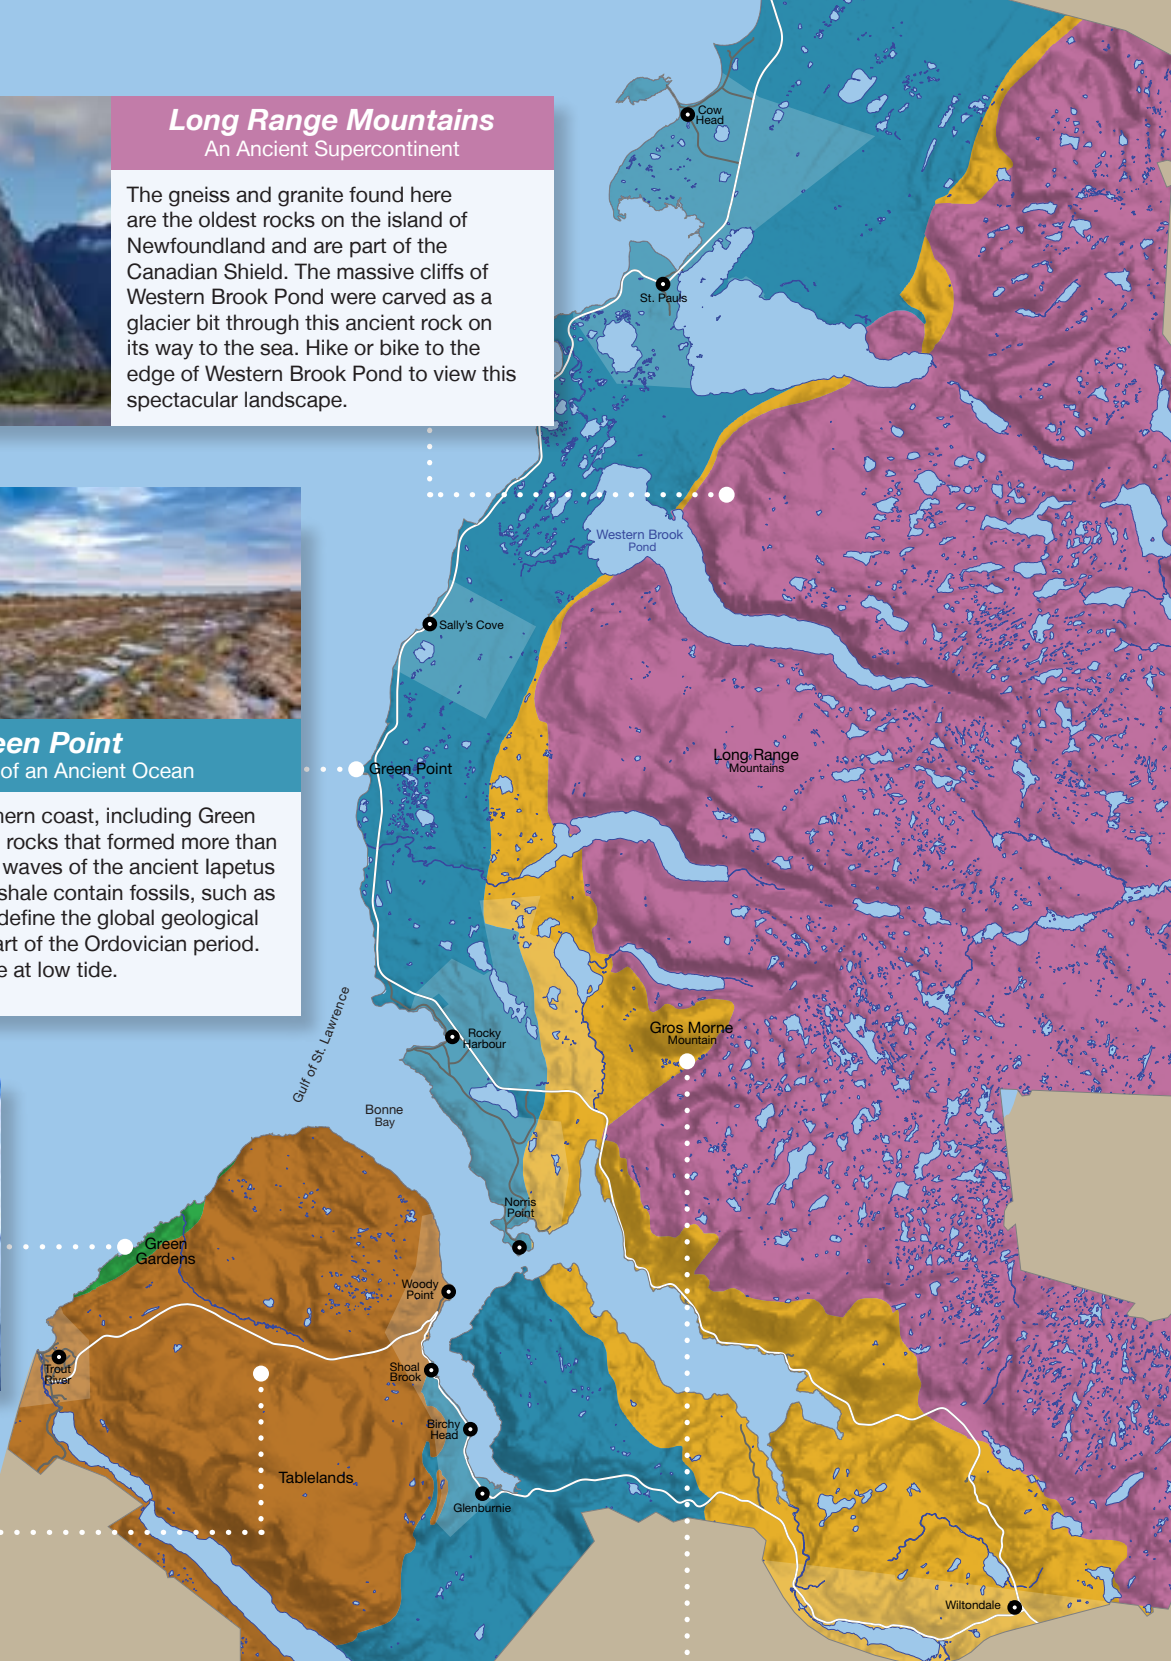 Long Range Mountains
An Ancient Supercontinent
The gneiss and granite found here
are the oldest rocks on the island of
Newfoundland and are part of the
Canadian Shield. The massive cliffs of
Western Brook Pond were carved as a
glacier bit through this ancient rock on
its way to the sea. Hike or bike to the
edge of Western Brook Pond to view this
spectacular landscape.
Cow
Head
St. Pauls
Western Brook
Pond
Sally's Cove
een Point
of an Ancient Ocean
hern coast, including Green
rocks that formed more than
waves of the ancient Iapetus
shale contain fossils, such as
define the global geological
art of the Ordovician period.
e at low tide.
Green Point
Long Range
Mountains
Gulf of St. Lawrence
Rocky
Harbour
Gros Morne
Mountain
Bonne
Bay
Norris
Point
Green
Gardens
Woody
Point
Trout
River
Shoal
Brook
Birchy
Head
Tablelands
Glenburnie
Wiltondale